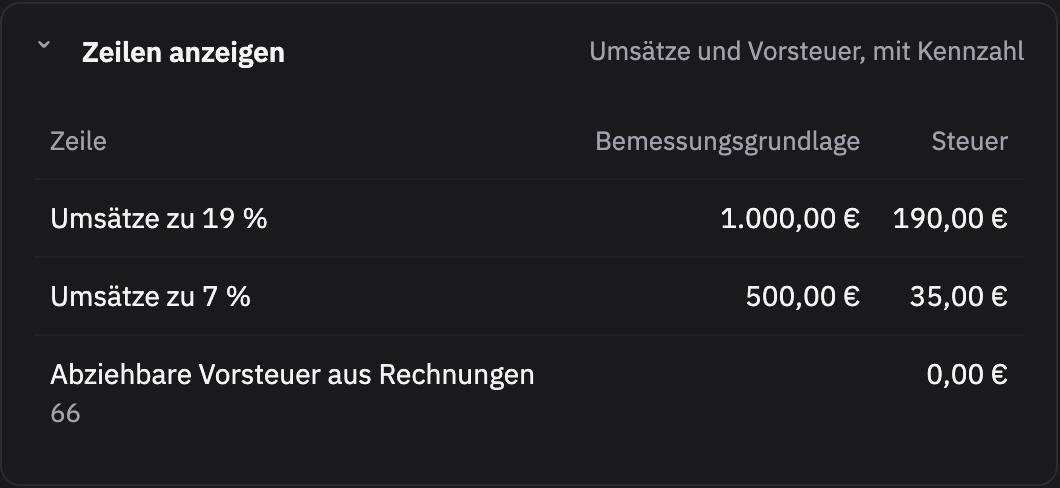 Zeilen anzeigen Umsätze und Vorsteuer, mit Kennzahl
Zeile Bemessungsgrundlage Steuer
Umsätze zu 19 % 1.000,00 € 190,00 €
Umsätze zu 7 % 500,00 € 35,00 €
Abziehbare Vorsteuer aus Rechnungen 0,00 €
66